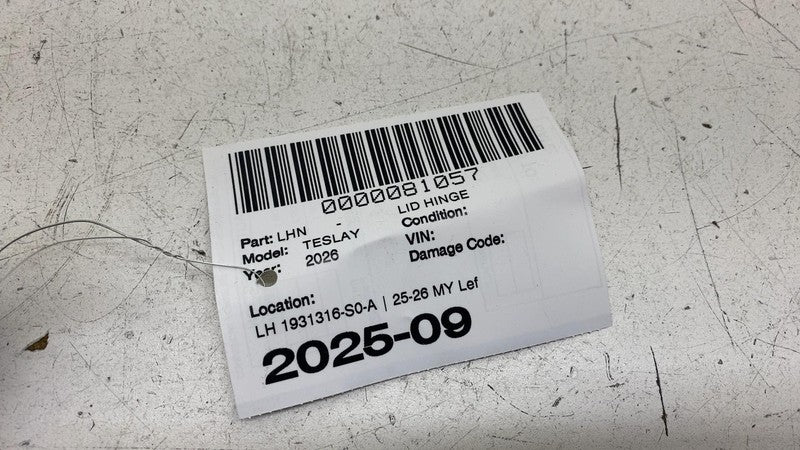 0000081057
Part: LHN - LID HINGE
Model: TESLAY Condition:
Year: 2026 VIN:
Damage Code:
Location:
LH 1931316-S0-A | 25-26 MY Lef
2025-09